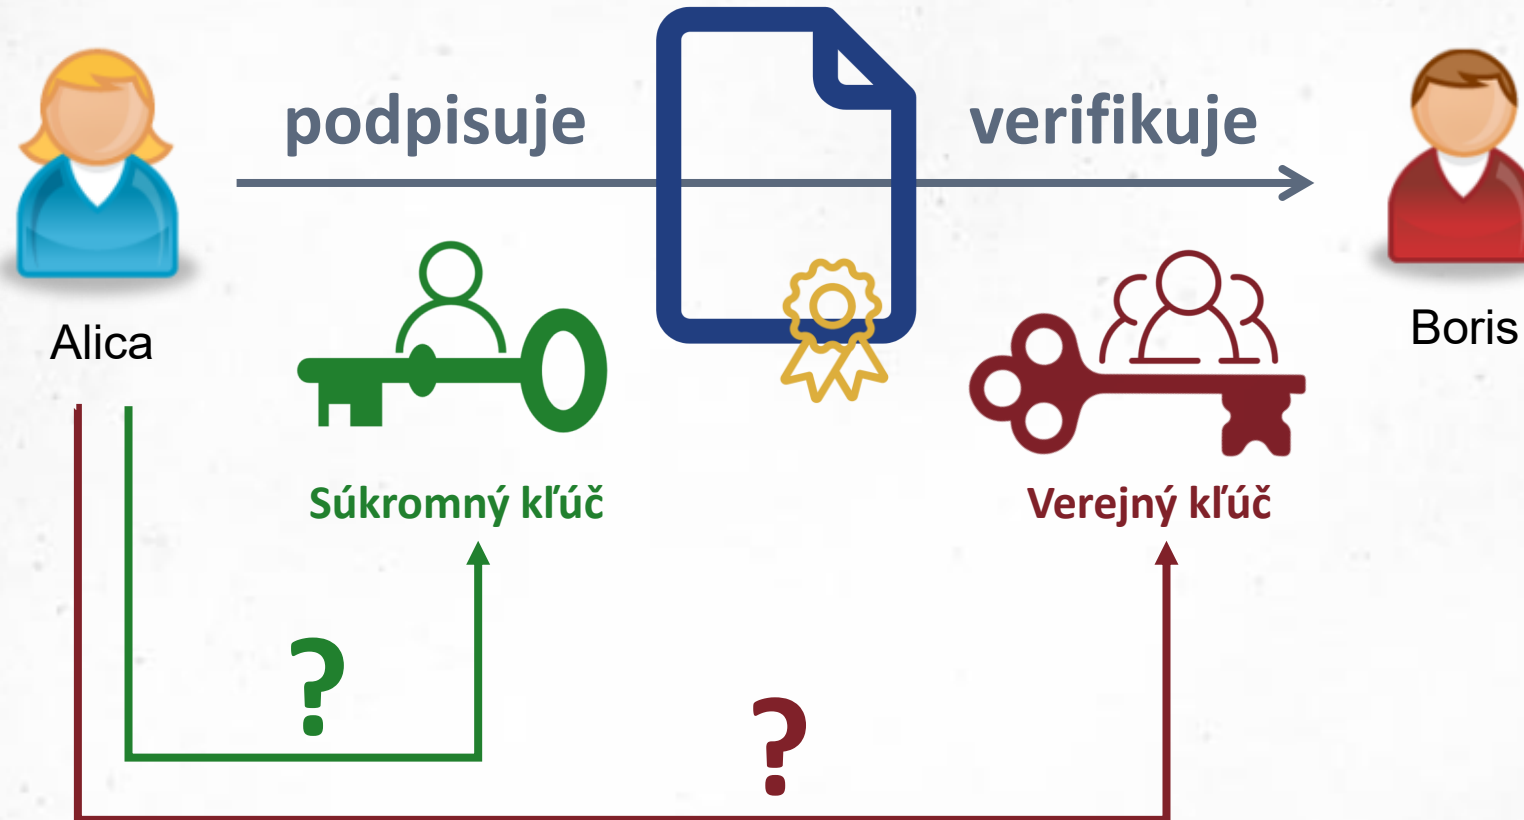 podpisuje
verifikuje
Alica
Boris
Súkromný kľúč
Verejný kľúč
?
?